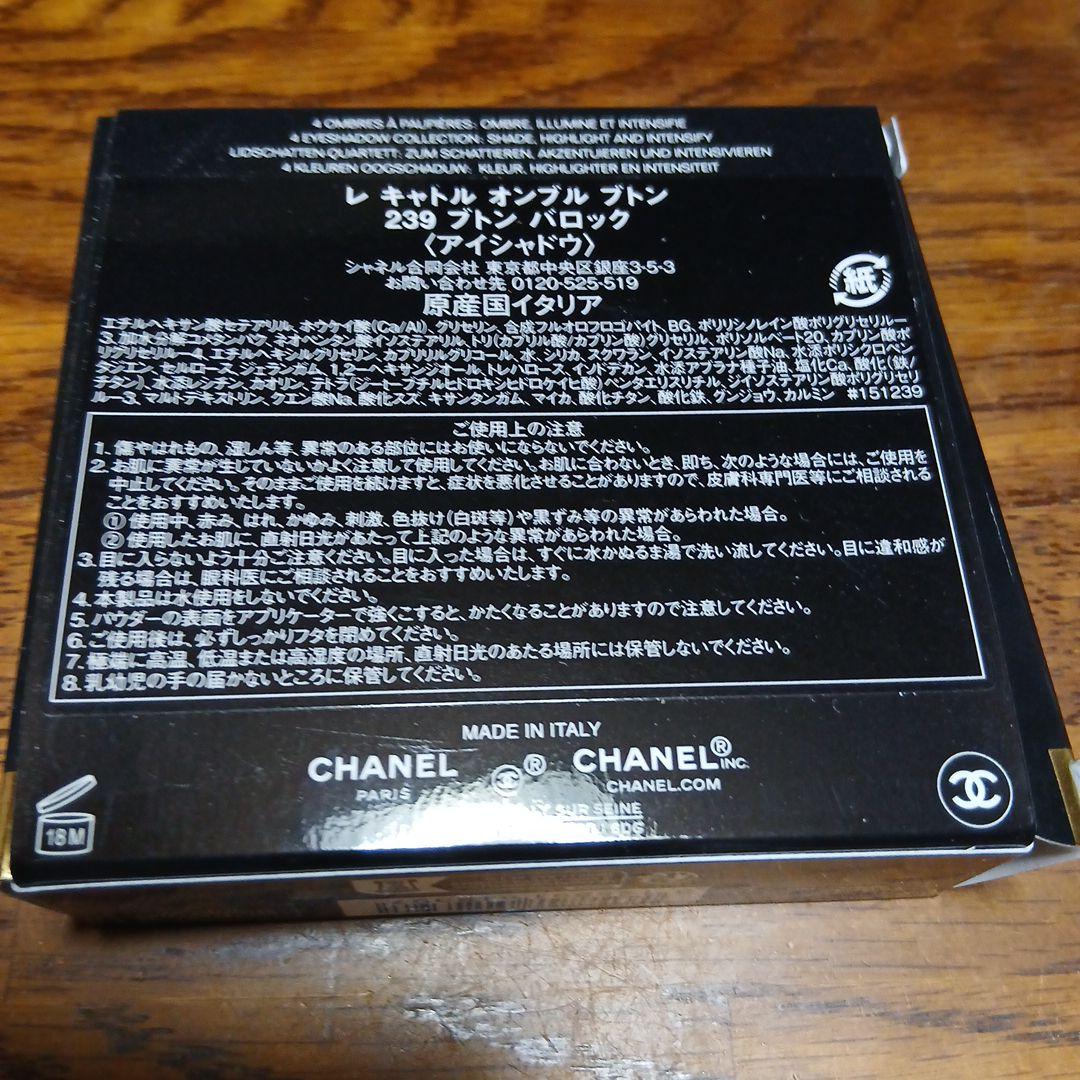 4 OMBRES À PAUPIÈRES: OMBRE, ILLUMINE ET INTENSIFIE
4 EYESHADOW COLLECTION: SHADE, HIGHLIGHT AND INTENSIFY
LIDSCHATTEN QUARTETT: ZUM SCHATTIEREN, AKZENTUIEREN UND INTENSIVIEREN
4 KLEUREN OOGSCHADUW: KLEUR, HIGHLIGHTER EN INTENSITEIT
レ キャトル オンブル ブトン
239 ブトン バロック
〈アイシャドウ〉
シャネル合同会社 東京都中央区銀座3-5-3
お問い合わせ先 0120-525-519
紙
原産国イタリア
エチルヘキサン酸セテアリル、ホウケイ酸(Ca/Al)、グリセリン、合成フルオロフロゴパイト、BG、ポリリシノレイン酸ポリグリセリルー
3、加水分解コメタンパク、ネオペンタン酸イソステアリル、トリ(カプリル酸/カプリン酸)グリセリル、ポリソルベート20、カプリン酸ポ
リグリセリルー4、エチルヘキシルグリセリン、カプリリルグリコール、水、シリカ、スクワラン、イソステアリン酸Na、水添ポリシクロペン
タジエン、セルロース、ジェランガム、1,2ーヘキサンジオール、トレハロース、イソドデカン、水添アブラナ種子油、塩化Ca、酸化(鉄/
チタン)、水添レシチン、カオリン、テトラ(ジーtーブチルヒドロキシヒドロケイヒ酸)ペンタエリスリチル、ジイソステアリン酸ポリグリセリ
ルー3、マルトデキストリン、クエン酸Na、酸化スズ、キサンタンガム、マイカ、酸化チタン、酸化鉄、グンジョウ、カルミン #151239
ご使用上の注意
1. 傷やはれもの、湿しん等、異常のある部位にはお使いにならないでください。
2. お肌に異常が生じていないかよく注意して使用してください。お肌に合わないとき、即ち、次のような場合には、ご使用を
中止してください。そのままご使用を続けますと、症状を悪化させることがありますので、皮膚科専門医等にご相談される
ことをおすすめいたします。
①使用中、赤み、はれ、かゆみ、刺激、色抜け(白斑等)や黒ずみ等の異常があらわれた場合。
②使用したお肌に、直射日光があたって上記のような異常があらわれた場合。
3. 目に入らないよう十分ご注意ください。目に入った場合は、すぐに水かぬるま湯で洗い流してください。目に違和感が
残る場合は、眼科医にご相談されることをおすすめいたします。
4. 本製品は水使用をしないでください。
5. パウダーの表面をアプリケーターで強くこすると、かたくなることがありますので注意してください。
6. ご使用後は、必ずしっかりフタを閉めてください。
7. 極端に高温、低温または高湿度の場所、直射日光のあたる場所には保管しないでください。
8. 乳幼児の手の届かないところに保管してください。
MADE IN ITALY
CHANEL ® CHANEL® INC.
PARIS CHANEL.COM
SUR SEINE
18M